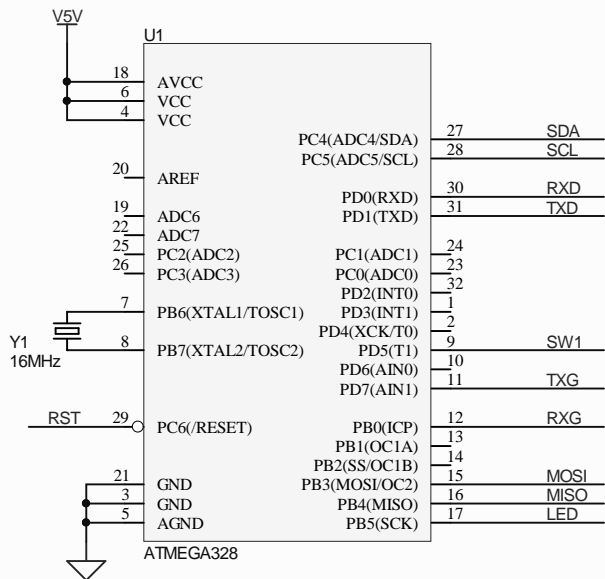 V5V
U1
18 AVCC
6 VCC
4 VCC
PC4(ADC4/SDA) 27 SDA
PC5(ADC5/SCL) 28 SCL
20 AREF
PD0(RXD) 30 RXD
PD1(TXD) 31 TXD
19 ADC6
22 ADC7
25 PC2(ADC2)
26 PC3(ADC3)
PC1(ADC1) 24
PC0(ADC0) 23
PD2(INT0) 32
PD3(INT1) 1
PD4(XCK/T0) 2
PD5(T1) 9 SW1
PD6(AIN0) 10
PD7(AIN1) 11 TXG
7 PB6(XTAL1/TOSC1)
Y1
16MHz
8 PB7(XTAL2/TOSC2)
RST 29 PC6(/RESET)
PB0(ICP) 12 RXG
PB1(OC1A) 13
PB2(SS/OC1B) 14
PB3(MOSI/OC2) 15 MOSI
PB4(MISO) 16 MISO
PB5(SCK) 17 LED
21 GND
3 GND
5 AGND
ATMEGA328